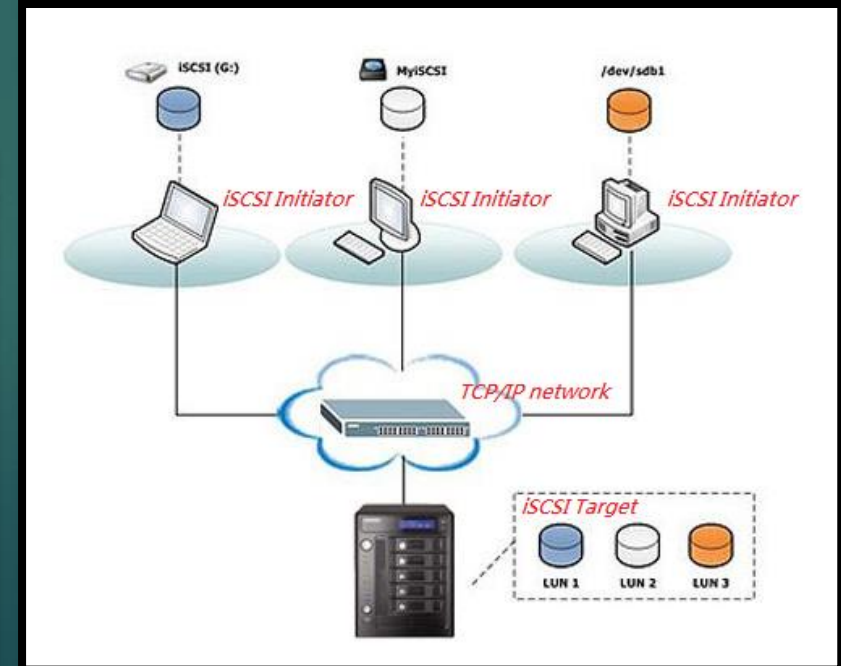 iSCSI (G:)
MyiSCSI
/dev/sdb1
iSCSI Initiator
iSCSI Initiator
iSCSI Initiator
TCP/IP network
iSCSI Target
LUN 1
LUN 2
LUN 3